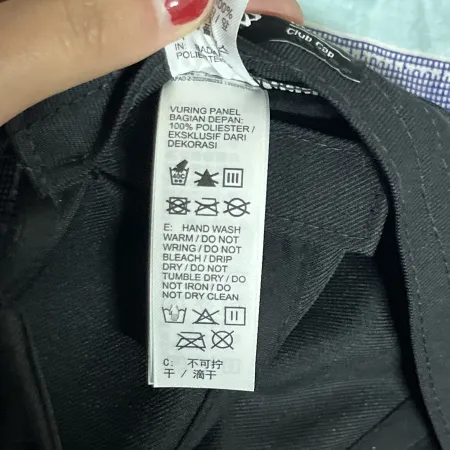 Club Cap
100%
POLIESTER
VURING PANEL
BAGIAN DEPAN:
100% POLIESTER /
EKSKLUSIF DARI
DEKORASI
E: HAND WASH
WARM / DO NOT
WRING / DO NOT
BLEACH / DRIP
DRY / DO NOT
TUMBLE DRY / DO
NOT IRON / DO
NOT DRY CLEAN
C: 不可拧
干 / 滴干